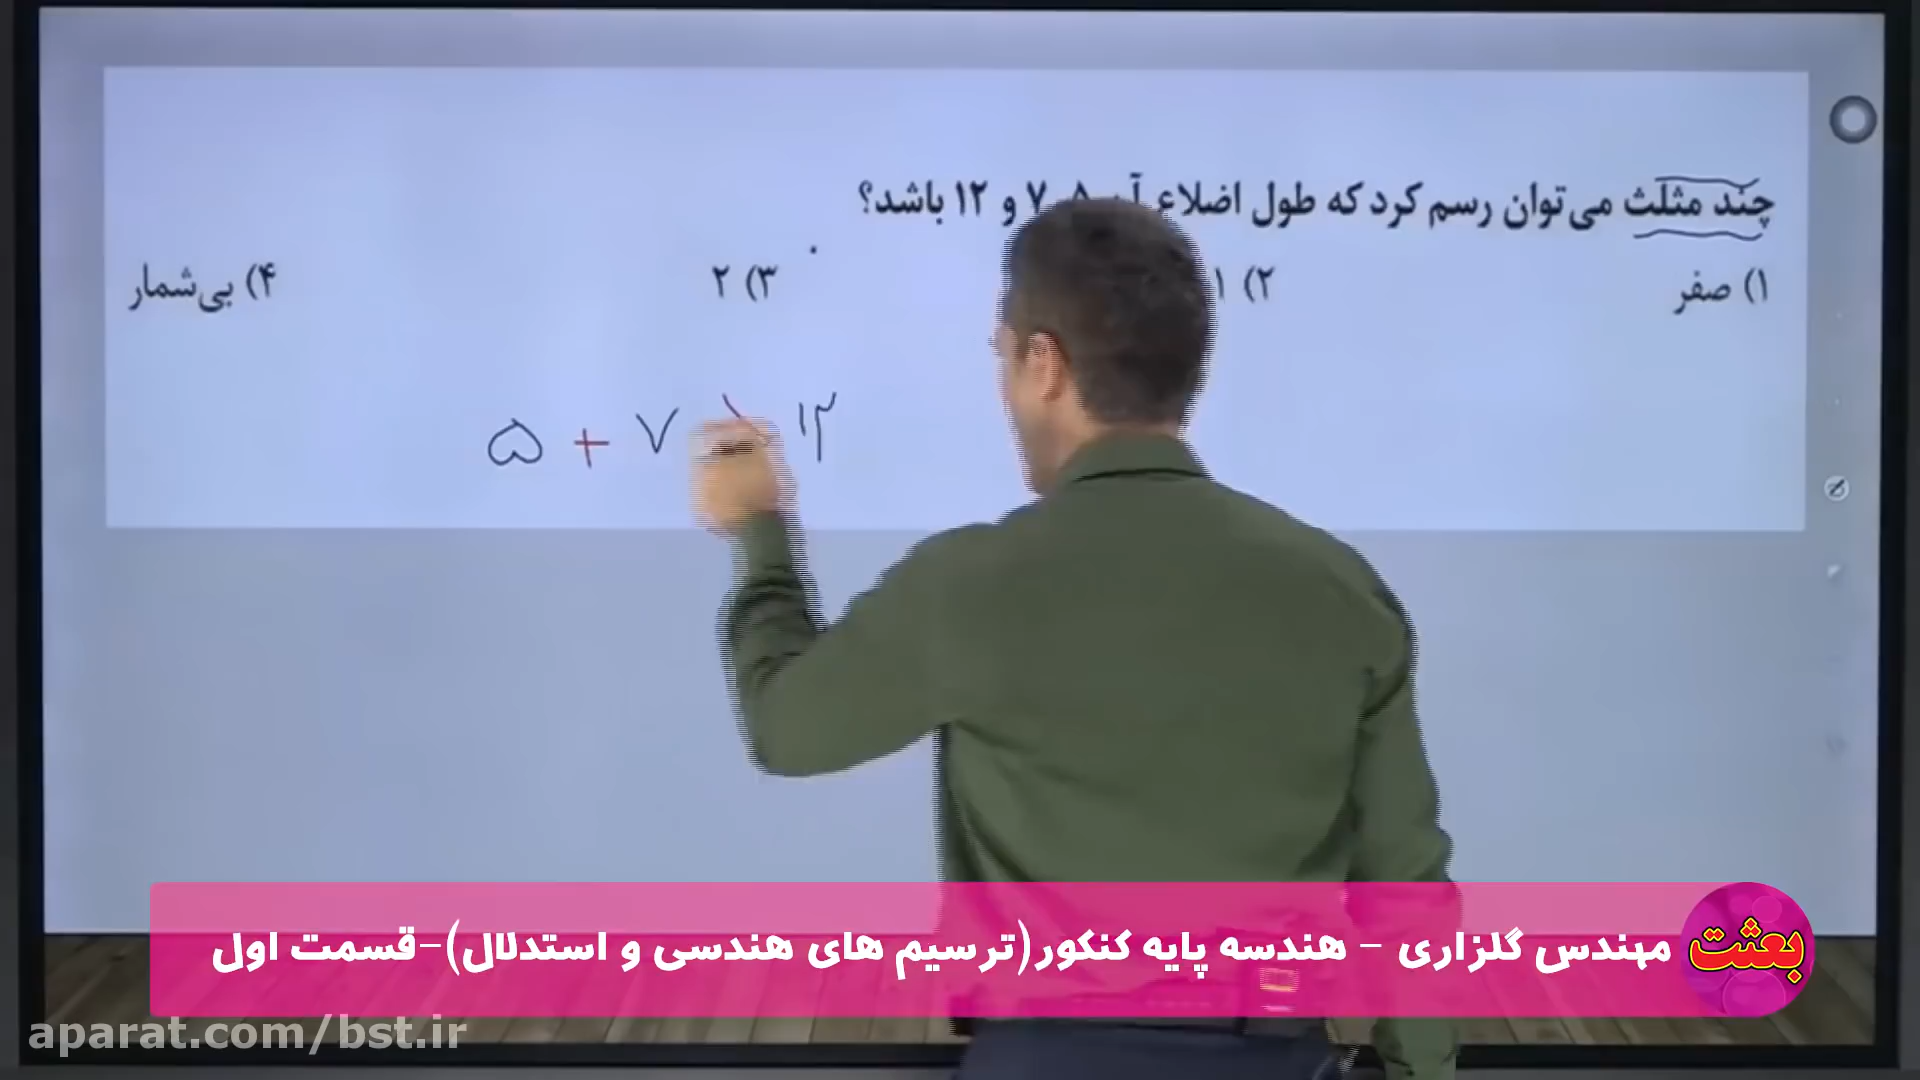 چند مثلث می‌توان رسم کرد که طول اضلاع ۷ و ۱۲ باشد؟
۱) صفر
۲) ۱
۳) ۲
۴) بی‌شمار
۵ + ۷ ۱۲
مهندس گلزاری - هندسه پایه کنکور(ترسیم های هندسی و استدلال)-قسمت اول
بعثت
aparat.com/bst.ir